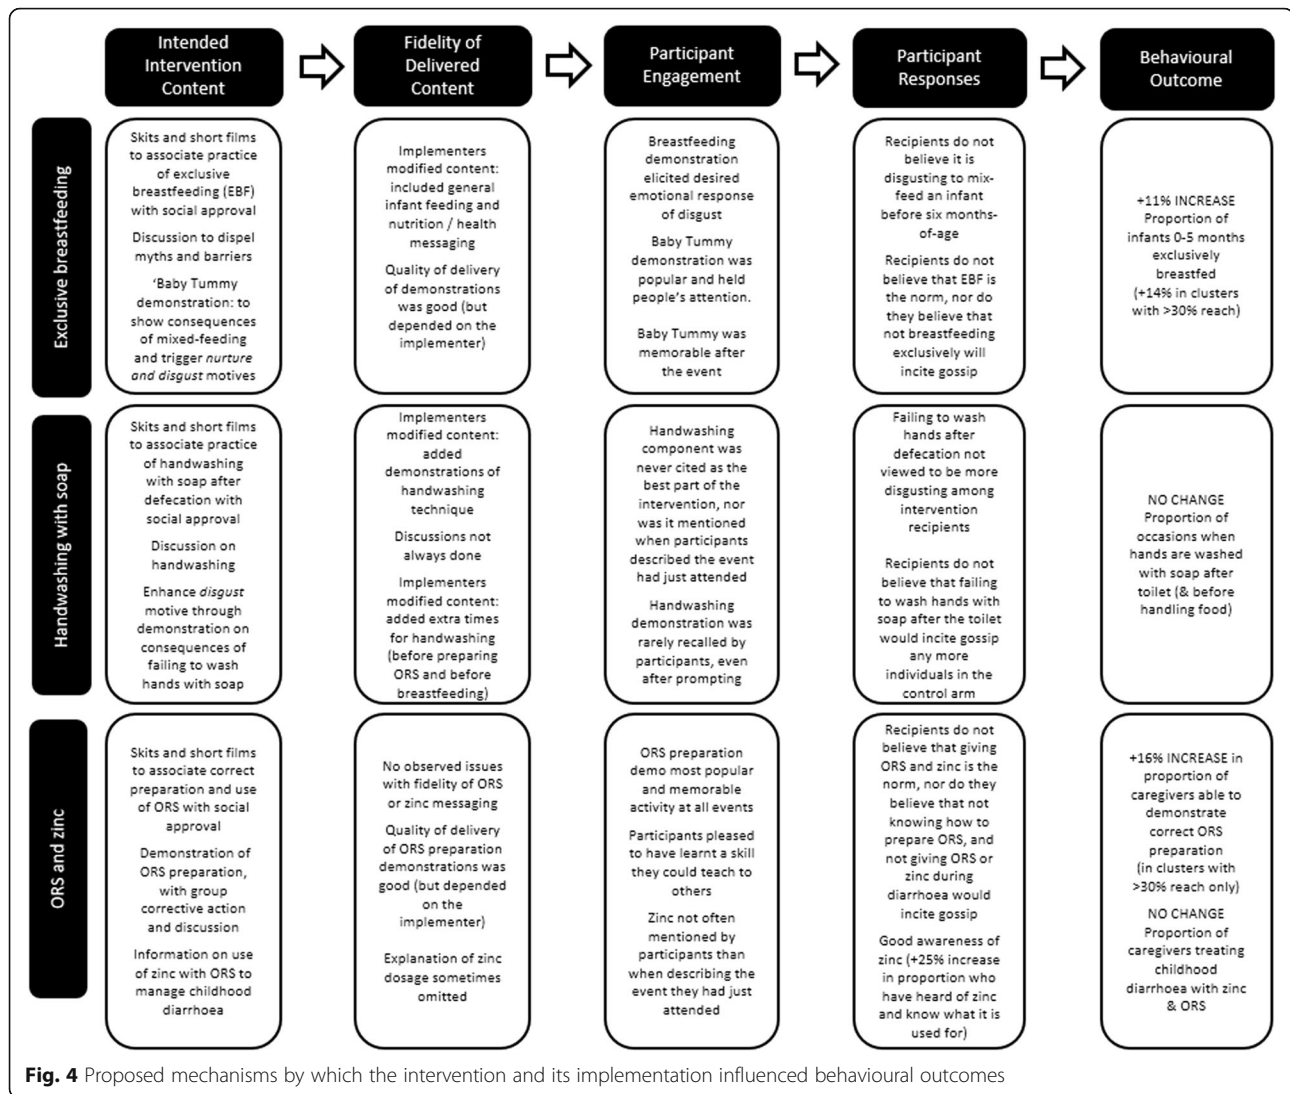 Intended
Intervention
Content
Fidelity of
Delivered
Content
Participant
Engagement
Participant
Responses
Behavioural
Outcome
Exclusive breastfeeding
Skits and short films
to associate practice
of exclusive
breastfeeding (EBF)
with social approval
Discussion to dispel
myths and barriers
‘Baby Tummy
demonstration: to
show consequences
of mixed-feeding
and trigger nurture
and disgust motives
Implementers
modified content:
included general
infant feeding and
nutrition / health
messaging
Quality of delivery
of demonstrations
was good (but
depended on the
implementer)
Breastfeeding
demonstration
elicited desired
emotional response
of disgust
Baby Tummy
demonstration was
popular and held
people’s attention.
Baby Tummy was
memorable after
the event
Recipients do not
believe it is
disgusting to mix-
feed an infant
before six months-
of-age
Recipients do not
believe that EBF is
the norm, nor do
they believe that
not breastfeeding
exclusively will
incite gossip
+11% INCREASE
Proportion of
infants 0-5 months
exclusively
breastfed
(+14% in clusters
with >30% reach)
Handwashing with soap
Skits and short films
to associate practice
of handwashing
with soap after
defecation with
social approval
Discussion on
handwashing
Enhance disgust
motive through
demonstration on
consequences of
failing to wash
hands with soap
Implementers
modified content:
added
demonstrations of
handwashing
technique
Discussions not
always done
Implementers
modified content:
added extra times
for handwashing
(before preparing
ORS and before
breastfeeding)
Handwashing
component was
never cited as the
best part of the
intervention, nor
was it mentioned
when participants
described the event
had just attended
Handwashing
demonstration was
rarely recalled by
participants, even
after prompting
Failing to wash
hands after
defecation not
viewed to be more
disgusting among
intervention
recipients
Recipients do not
believe that failing
to wash hands with
soap after the toilet
would incite gossip
any more
individuals in the
control arm
NO CHANGE
Proportion of
occasions when
hands are washed
with soap after
toilet (& before
handling food)
ORS and zinc
Skits and short films
to associate correct
preparation and use
of ORS with social
approval
Demonstration of
ORS preparation,
with group
corrective action
and discussion
Information on use
of zinc with ORS to
manage childhood
diarrhoea
No observed issues
with fidelity of ORS
or zinc messaging
Quality of delivery
of ORS preparation
demonstrations was
good (but depended
on the
implementer)
Explanation of zinc
dosage sometimes
omitted
ORS preparation
demo most popular
and memorable
activity at all events
Participants pleased
to have learnt a skill
they could teach to
others
Zinc not often
mentioned by
participants than
when describing the
event they had just
attended
Recipients do not
believe that giving
ORS and zinc is the
norm, nor do they
believe that not
knowing how to
prepare ORS, and
not giving ORS or
zinc during
diarrhoea would
incite gossip
Good awareness of
zinc (+25% increase
in proportion who
have heard of zinc
and know what it is
used for)
+16% INCREASE in
proportion of
caregivers able to
demonstrate
correct ORS
preparation
(in clusters with
>30% reach only)
NO CHANGE
Proportion of
caregivers treating
childhood
diarrhoea with zinc
& ORS
Fig. 4 Proposed mechanisms by which the intervention and its implementation influenced behavioural outcomes